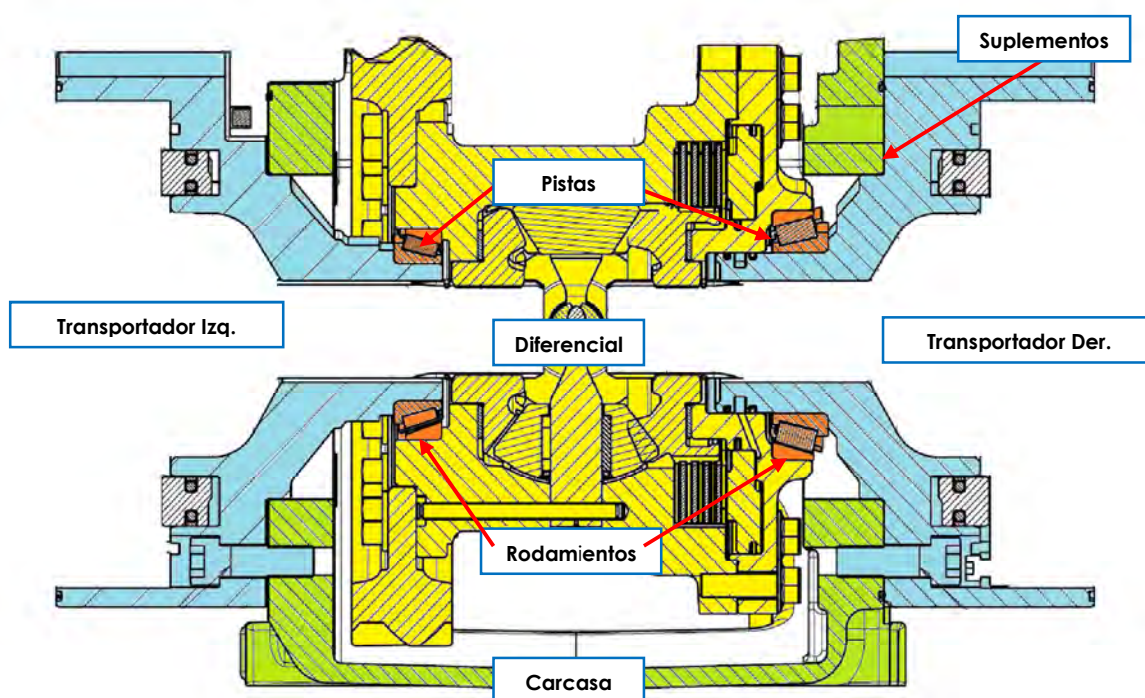 Suplementos
Pistas
Transportador Izq.
Diferencial
Transportador Der.
Rodamientos
Carcasa